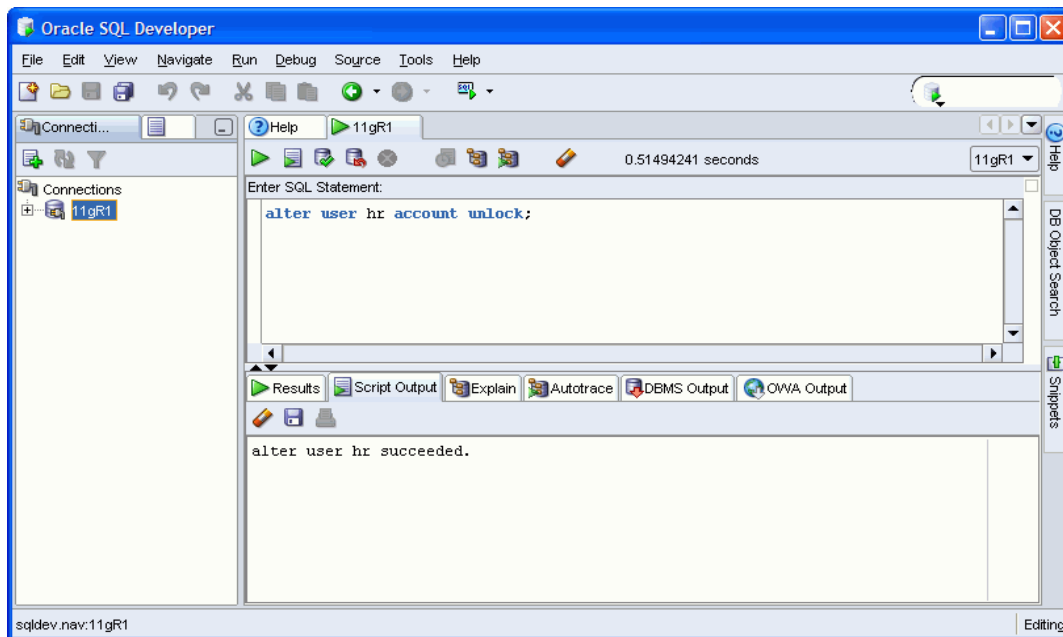 Oracle SQL Developer
File Edit View Navigate Run Debug Source Tools Help
Connecti...
Help 11gR1
0.51494241 seconds 11gR1
Connections
11gR1
Enter SQL Statement:
alter user hr account unlock;
Results Script Output Explain Autotrace DBMS Output OWA Output
alter user hr succeeded.
Help
DB Object Search
Snippets
sqldev.nav:11gR1 Editing